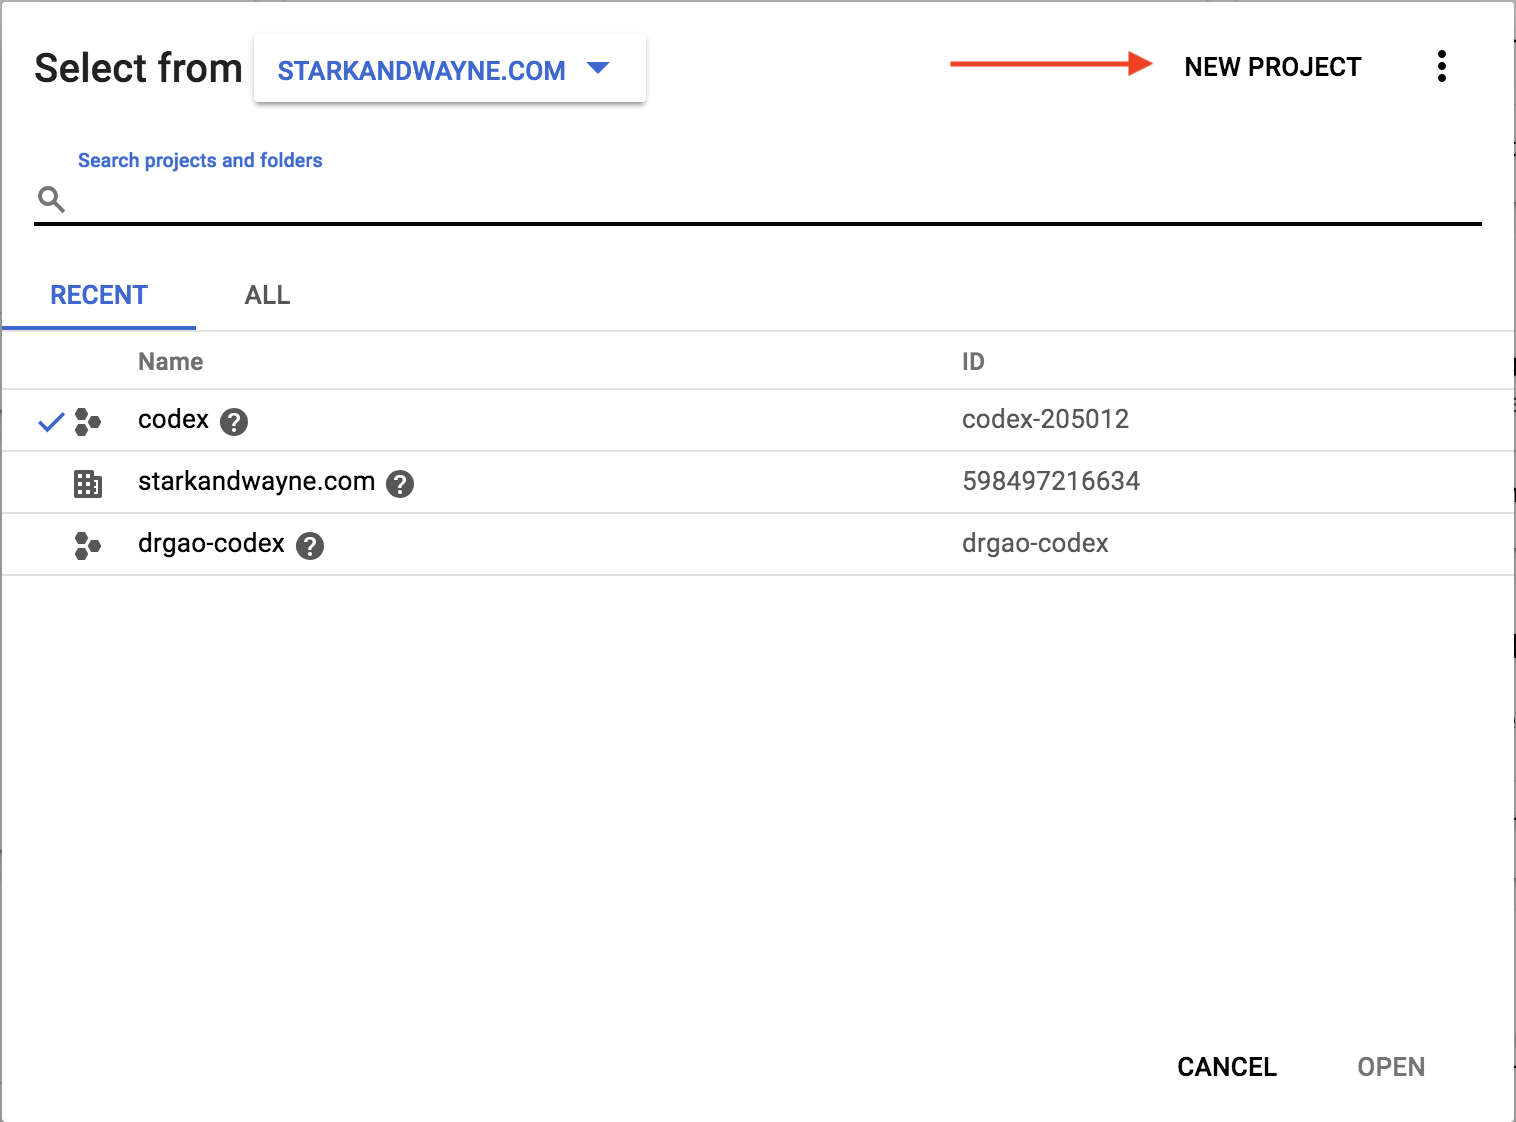 Select from STARKANDWAYNE.COM NEW PROJECT
Search projects and folders
RECENT ALL
Name ID
codex codex-205012
starkandwayne.com 598497216634
drgao-codex drgao-codex
CANCEL OPEN